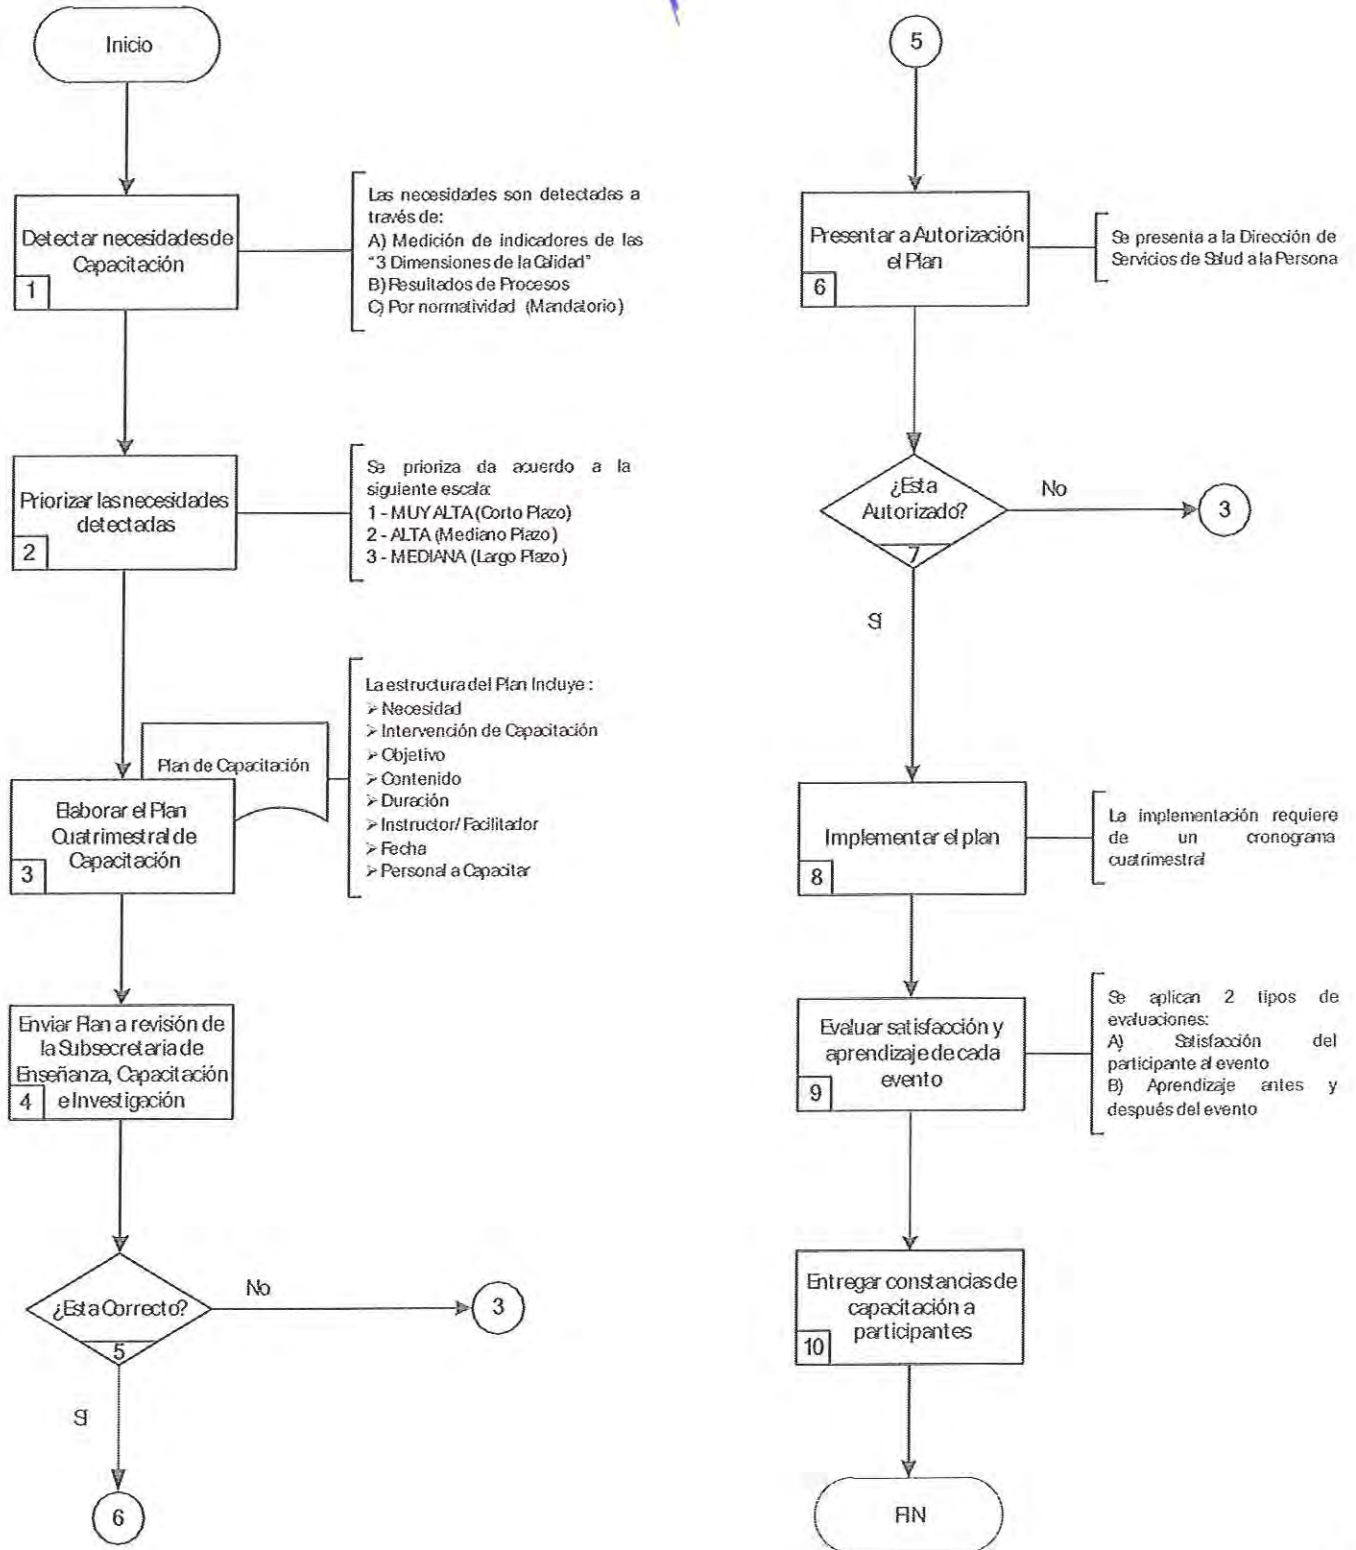 Inicio
Detectar necesidades de
Capacitación
1
Las necesidades son detectadas a
través de:
A) Medición de indicadores de las
"3 Dimensiones de la Calidad"
B) Resultados de Procesos
C) Por normatividad (Mandatorio)
Priorizar las necesidades
detectadas
2
Se prioriza da acuerdo a la
siguiente escala:
1 - MUY ALTA (Corto Plazo)
2 - ALTA (Mediano Plazo)
3 - MEDIANA (Largo Plazo)
Plan de Capacitación
Elaborar el Plan
Cuatrimestral de
Capacitación
3
La estructura del Plan Incluye :
➢ Necesidad
➢ Intervención de Capacitación
➢ Objetivo
➢ Contenido
➢ Duración
➢ Instructor/ Facilitador
➢ Fecha
➢ Personal a Capacitar
Enviar Plan a revisión de
la Subsecretaria de
Enseñanza, Capacitación
e Investigación
4
¿Esta Correcto?
5
No
3
SI
6
5
Presentar a Autorización
el Plan
6
Se presenta a la Dirección de
Servicios de Salud a la Persona
¿Esta
Autorizado?
7
No
3
SI
Implementar el plan
8
La implementación requiere
de un cronograma
cuatrimestral
Evaluar satisfacción y
aprendizaje de cada
evento
9
Se aplican 2 tipos de
evaluaciones:
A) Satisfacción del
participante al evento
B) Aprendizaje antes y
después del evento
Entregar constancias de
capacitación a
participantes
10
FIN